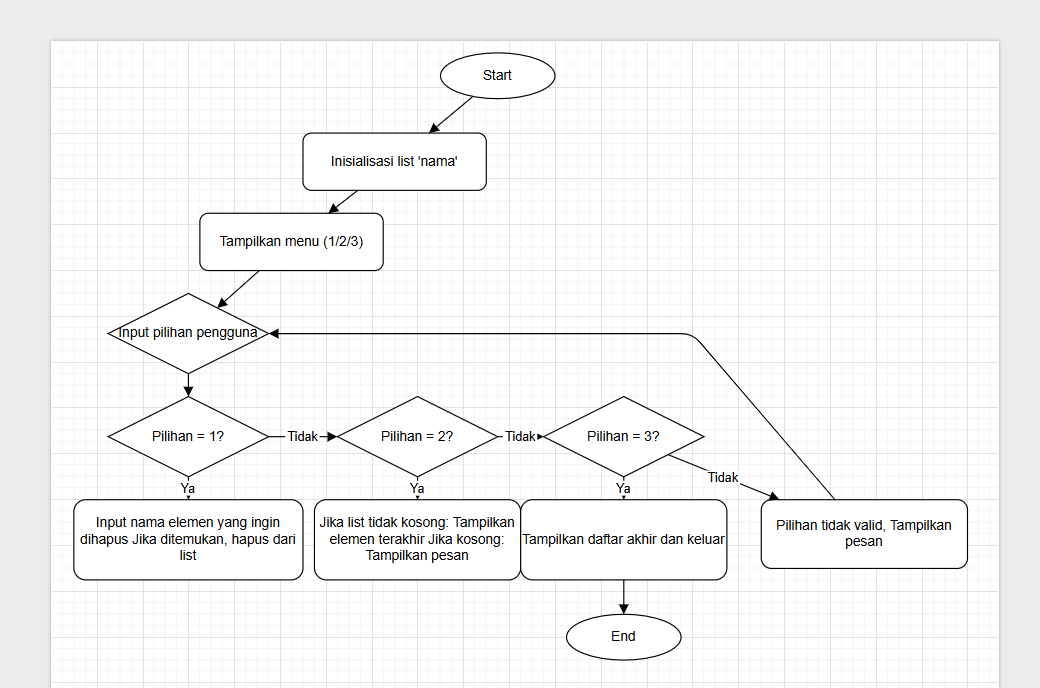 Start
Inisialisasi list 'nama'
Tampilkan menu (1/2/3)
Input pilihan pengguna
Pilihan = 1?
Tidak
Pilihan = 2?
Tidak
Pilihan = 3?
Tidak
Ya
Ya
Ya
Input nama elemen yang ingin
dihapus Jika ditemukan, hapus dari
list
Jika list tidak kosong: Tampilkan
elemen terakhir Jika kosong:
Tampilkan pesan
Tampilkan daftar akhir dan keluar
Pilihan tidak valid, Tampilkan
pesan
End